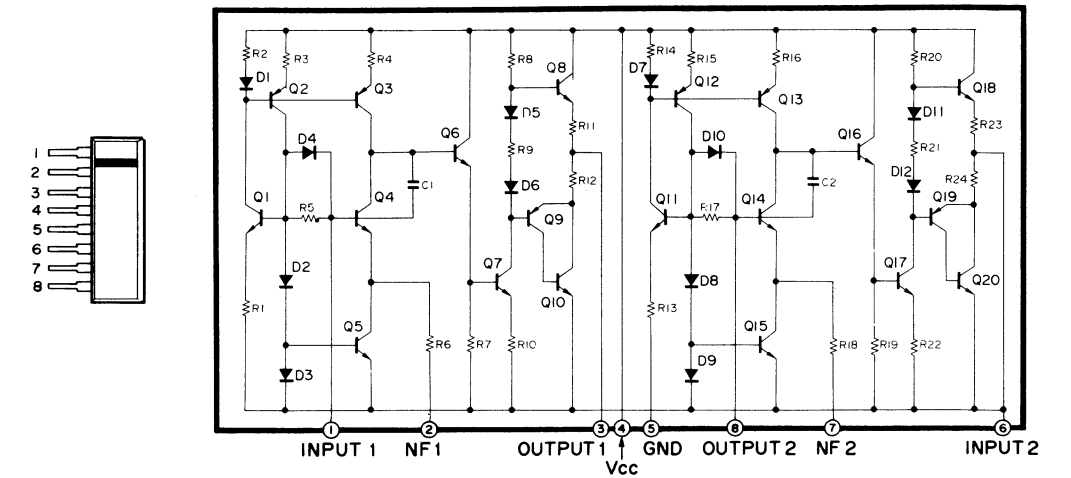 R2 R3 R4 R8 Q8 R14 R15 R16 R20 Q18
D1 Q2 Q3 D7 Q12 Q13
D5 R11 D11 R23
Q6 Q16
D4 R9 D10 R21
1
2
3
4
5
6
7
8
C1 D6 R12 C2 D12 R24
Q1 R5 Q4 Q9 Q11 R17 Q14 Q19
D2 Q7 Q10 D8 Q17 Q20
R1 R13
Q5 Q15
R6 R7 R10 R18 R19 R22
D3 D9
1 2 3 4 5 8 7 6
INPUT 1 NF1 OUTPUT 1 GND OUTPUT 2 NF 2 INPUT 2
Vcc